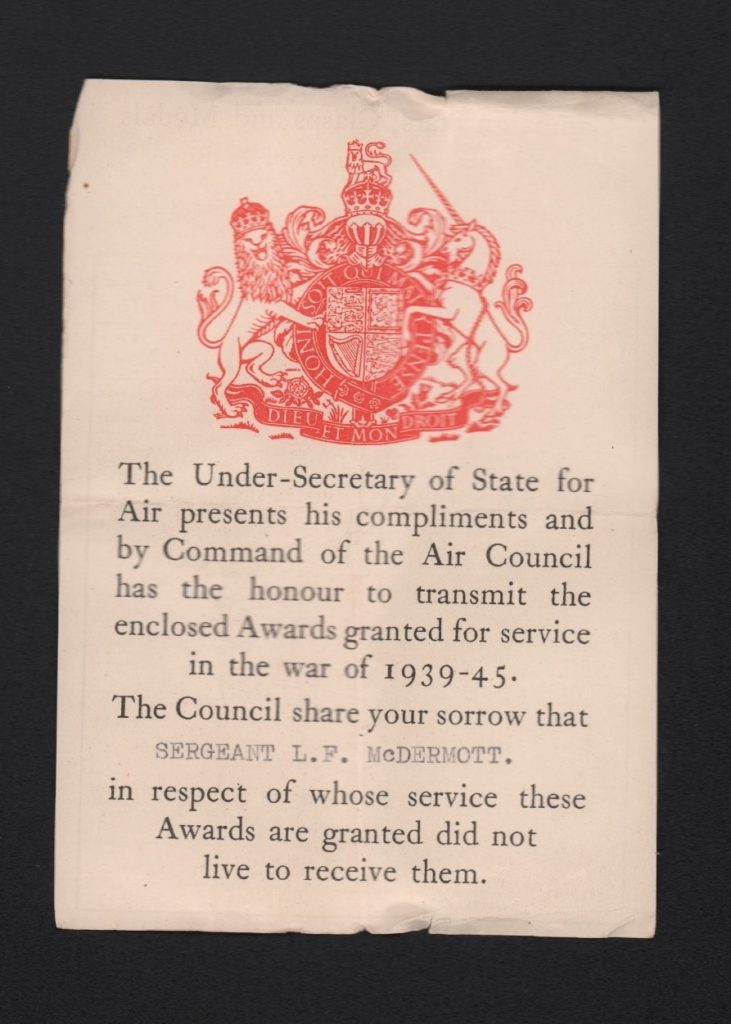 HONI SOIT QUI MAL Y PENSE
DIEU ET MON DROIT
The Under-Secretary of State for
Air presents his compliments and
by Command of the Air Council
has the honour to transmit the
enclosed Awards granted for service
in the war of 1939-45.
The Council share your sorrow that
SERGEANT L.F. McDERMOTT.
in respect of whose service these
Awards are granted did not
live to receive them.